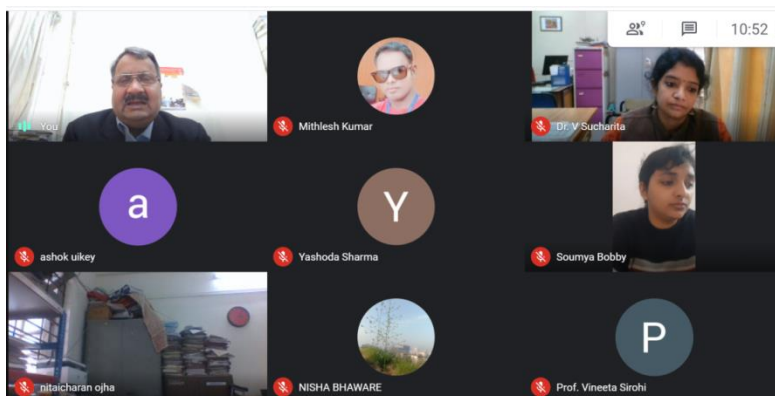 10:52
You
Mithlesh Kumar
Dr. V Sucharita
a
ashok uikey
Y
Yashoda Sharma
Soumya Bobby
nitaicharan ojha
NISHA BHAWARE
P
Prof. Vineeta Sirohi